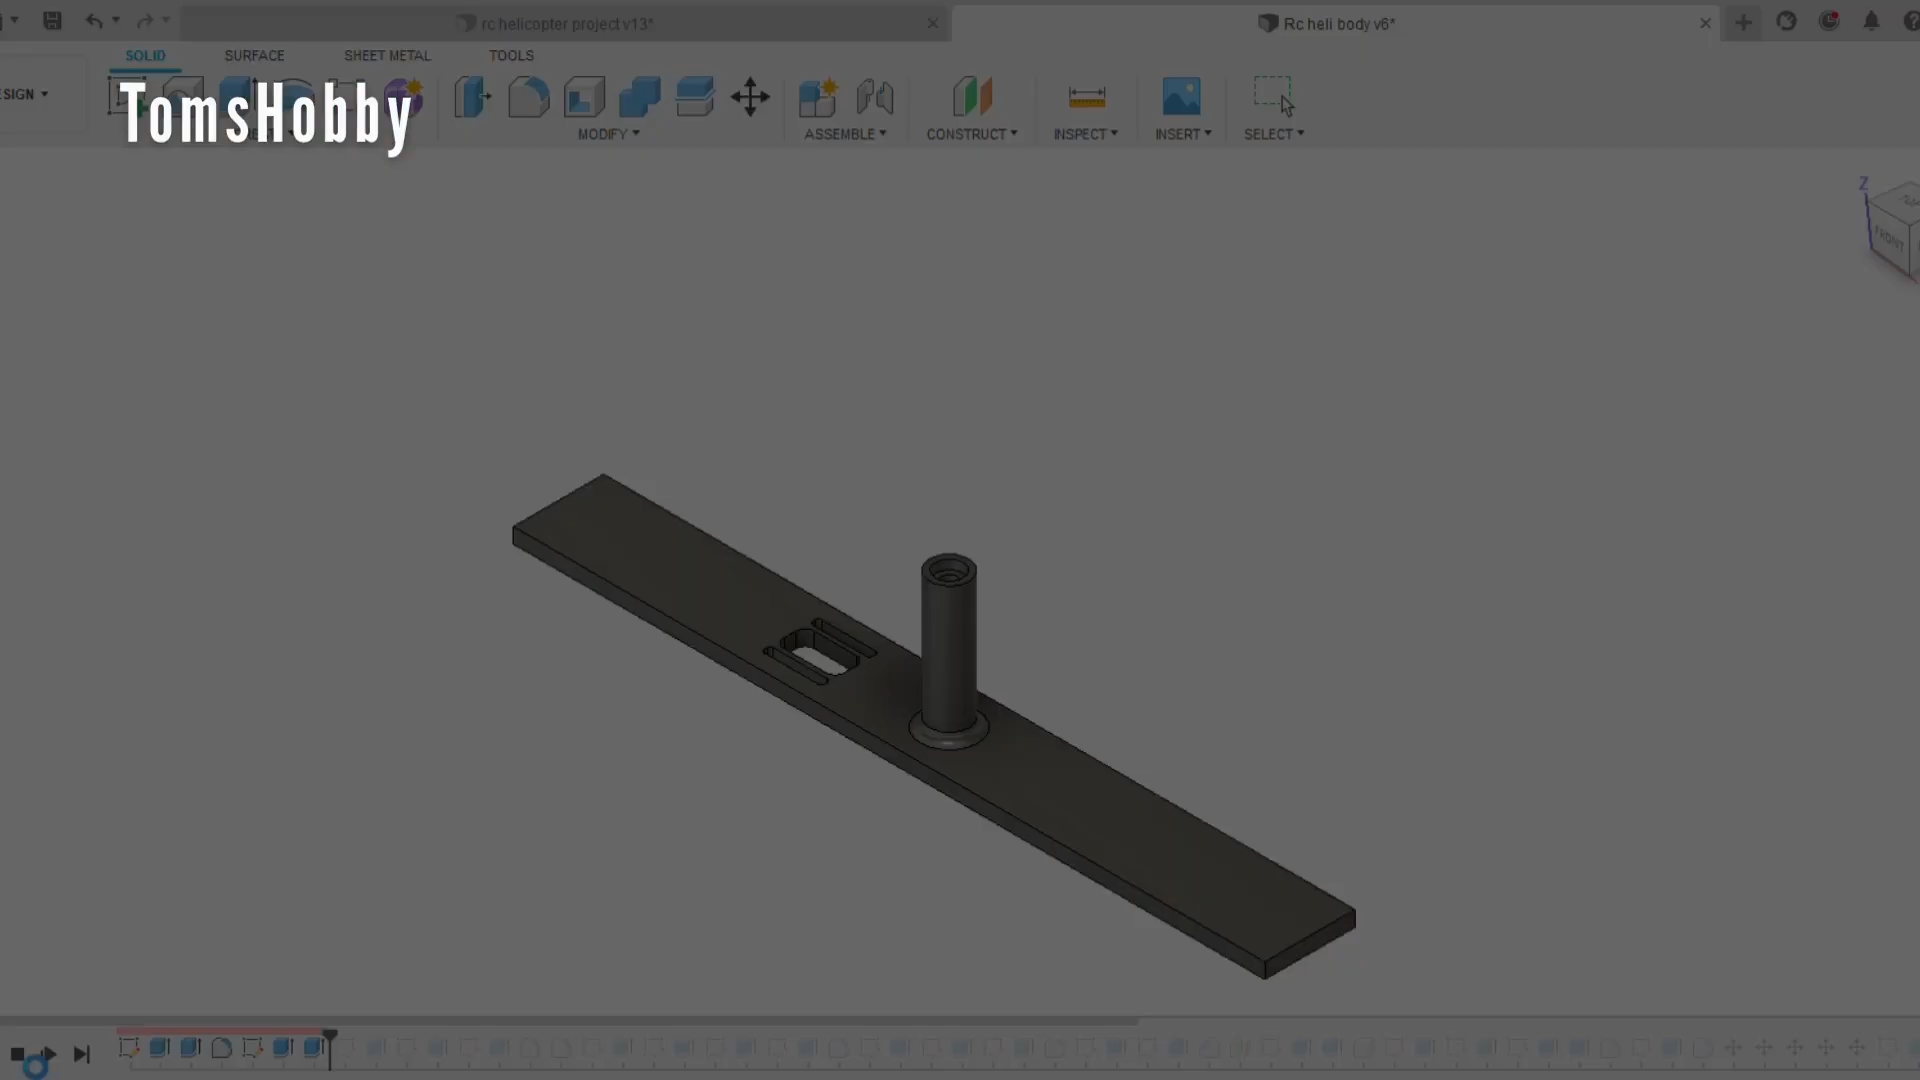 rc helicopter project v13*
Rc heli body v6*
SOLID
SURFACE
SHEET METAL
TOOLS
ESIGN
TomsHobby
MODIFY
ASSEMBLE
CONSTRUCT
INSPECT
INSERT
SELECT
Z
FRONT